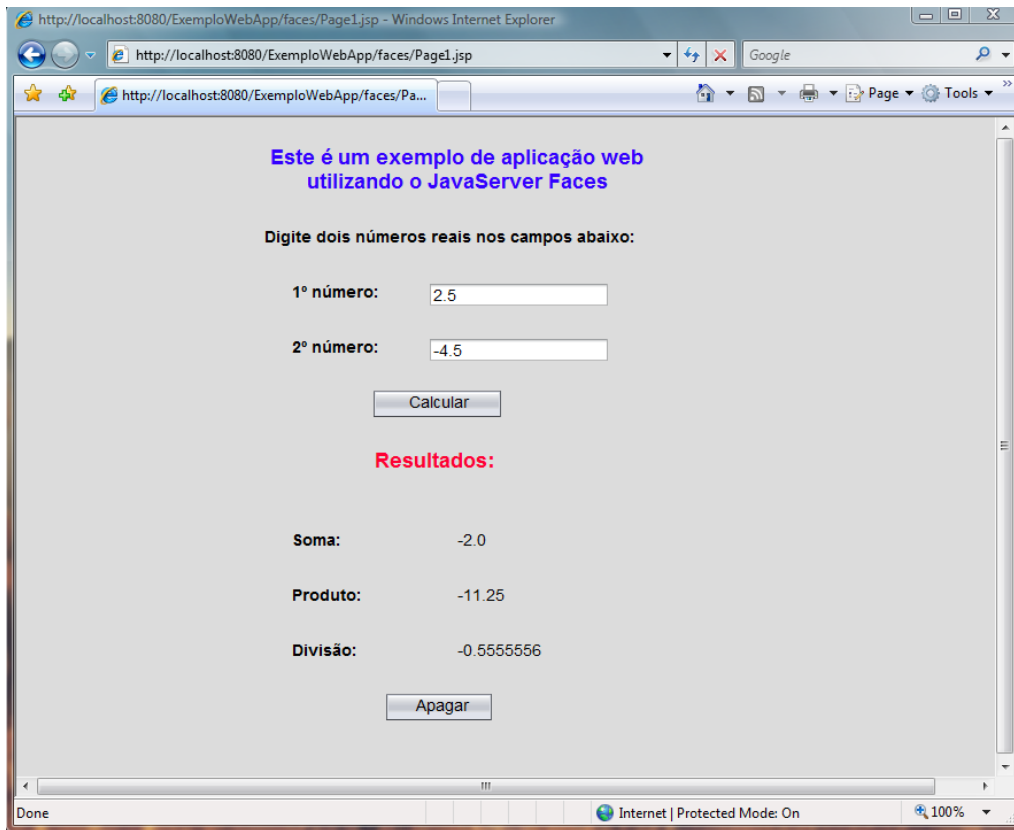 http://localhost:8080/ExemploWebApp/faces/Page1.jsp - Windows Internet Explorer
http://localhost:8080/ExemploWebApp/faces/Page1.jsp
Google
http://localhost:8080/ExemploWebApp/faces/Pa...
Page
Tools
Este é um exemplo de aplicação web
utilizando o JavaServer Faces
Digite dois números reais nos campos abaixo:
1º número: 2.5
2º número: -4.5
Calcular
Resultados:
Soma: -2.0
Produto: -11.25
Divisão: -0.5555556
Apagar
Done
Internet | Protected Mode: On
100%